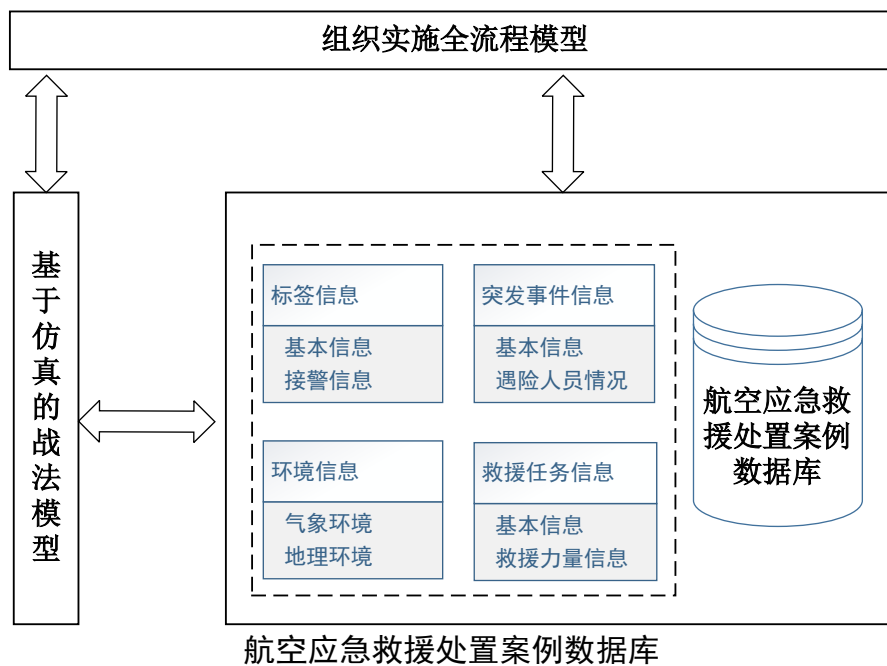 组织实施全流程模型
基于仿真的战法模型
标签信息
基本信息
接警信息
突发事件信息
基本信息
遇险人员情况
环境信息
气象环境
地理环境
救援任务信息
基本信息
救援力量信息
航空应急救
援处置案例
数据库
航空应急救援处置案例数据库